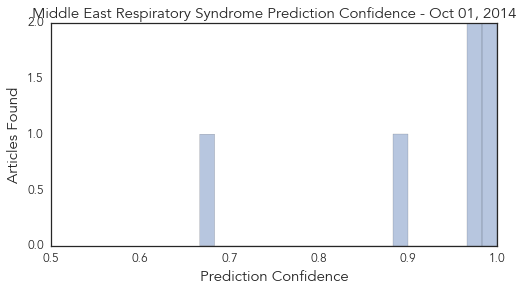 Middle East Respiratory Syndrome Prediction Confidence - Oct 01, 2014
2.0
1.5
1.0
0.5
0.0
Articles Found
0.5 0.6 0.7 0.8 0.9 1.0
Prediction Confidence